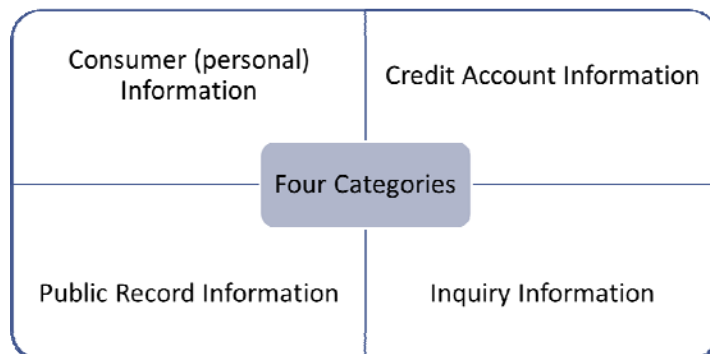 Consumer (personal)
Information
Credit Account Information
Four Categories
Public Record Information
Inquiry Information